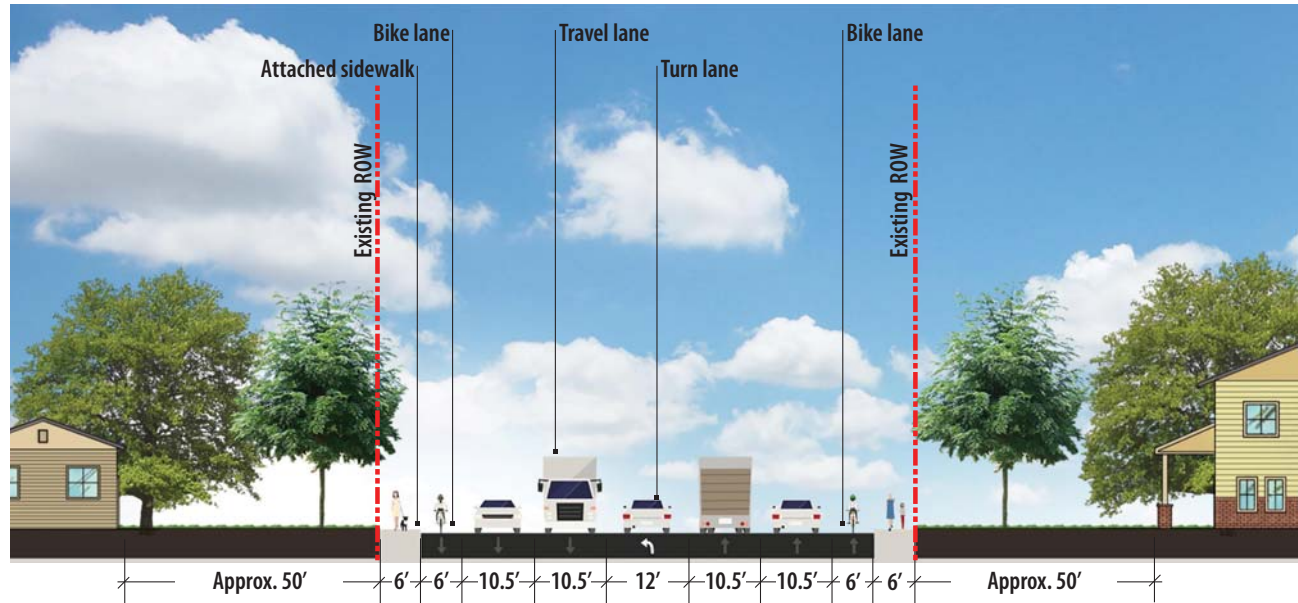 Bike lane
Travel lane
Bike lane
Attached sidewalk
Turn lane
Existing ROW
Existing ROW
Approx. 50’ 6’ 6’ 10.5’ 10.5’ 12’ 10.5’ 10.5’ 6’ 6’ Approx. 50’